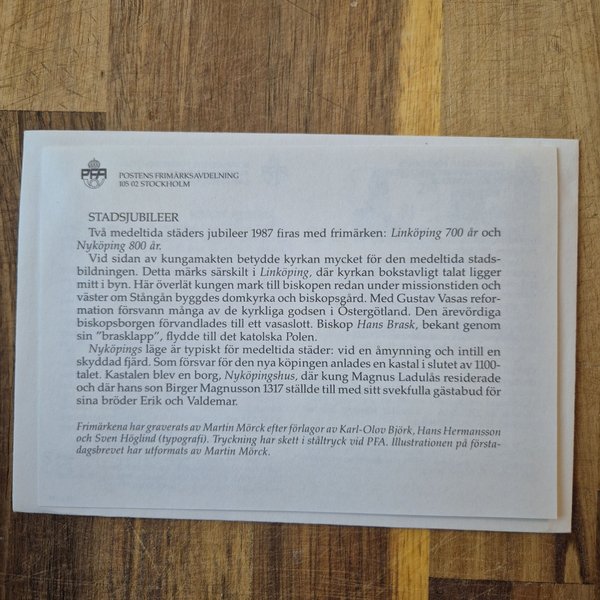 PFA
POSTENS FRIMÄRKSAVDELNING
105 02 STOCKHOLM
STADSJUBILEER
Två medeltida städers jubileer 1987 firas med frimärken: Linköping 700 år och
Nyköping 800 år.
Vid sidan av kungamakten betydde kyrkan mycket för den medeltida stads-
bildningen. Detta märks särskilt i Linköping, där kyrkan bokstavligt talat ligger
mitt i byn. Här överlät kungen mark till biskopen redan under missionstiden och
väster om Stångån byggdes domkyrka och biskopsgård. Med Gustav Vasas refor-
mation försvann många av de kyrkliga godsen i Östergötland. Den ärevördiga
biskopsborgen förvandlades till ett vasaslott. Biskop Hans Brask, bekant genom
sin "brasklapp", flydde till det katolska Polen.
Nyköpings läge är typiskt för medeltida städer: vid en åmynning och intill en
skyddad fjärd. Som försvar för den nya köpingen anlades en kastal i slutet av 1100-
talet. Kastalen blev en borg, Nyköpingshus, där kung Magnus Ladulås residerade
och där hans son Birger Magnusson 1317 ställde till med sitt svekfulla gästabud för
sina bröder Erik och Valdemar.
Frimärkena har graverats av Martin Mörck efter förlagor av Karl-Olov Björk, Hans Hermansson
och Sven Höglind (typografi). Tryckning har skett i ståltryck vid PFA. Illustrationen på första-
dagsbrevet har utformats av Martin Mörck.